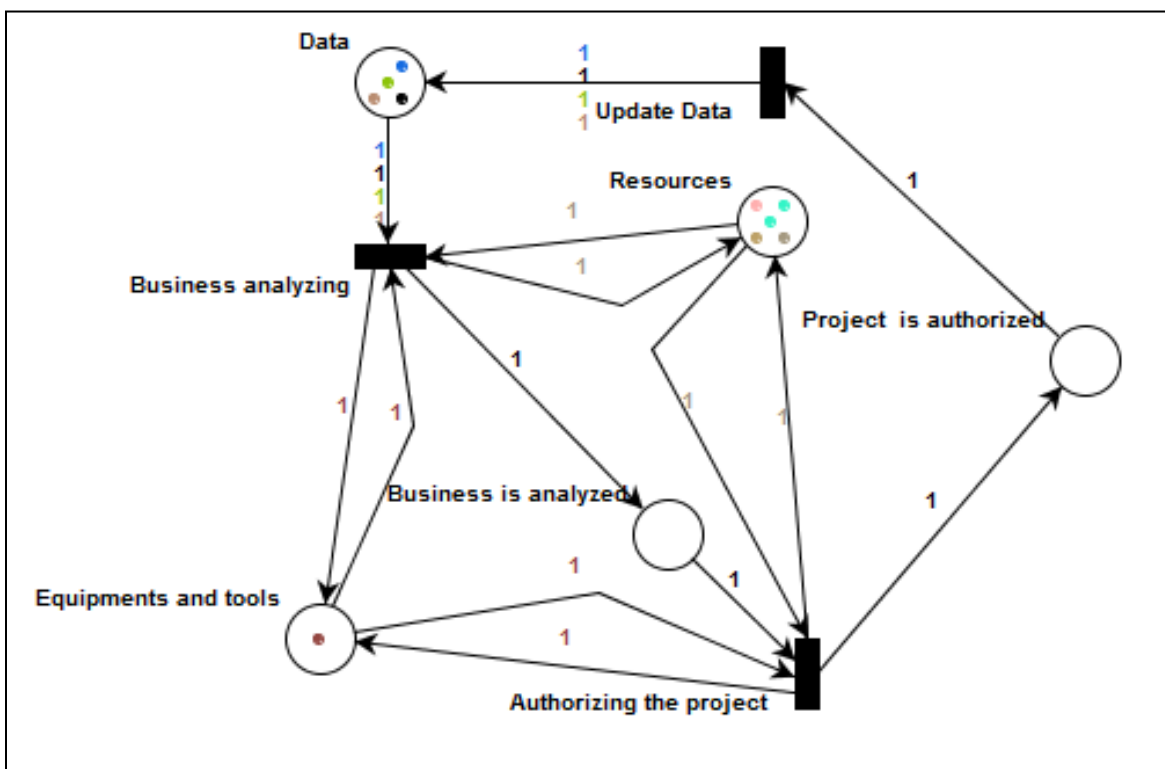 Data
1
1
1
1
Update Data
1
1
1
1
Resources
1
1
1
Business analyzing
Project  is authorized
1
1
1
1
1
Business is analyzed
1
1
1
Equipments and tools
1
Authorizing the project